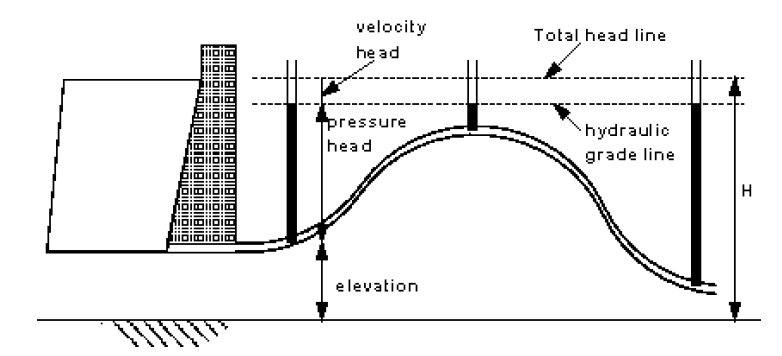 velocity
head
Total head line
pressure
head
hydraulic
grade line
H
elevation